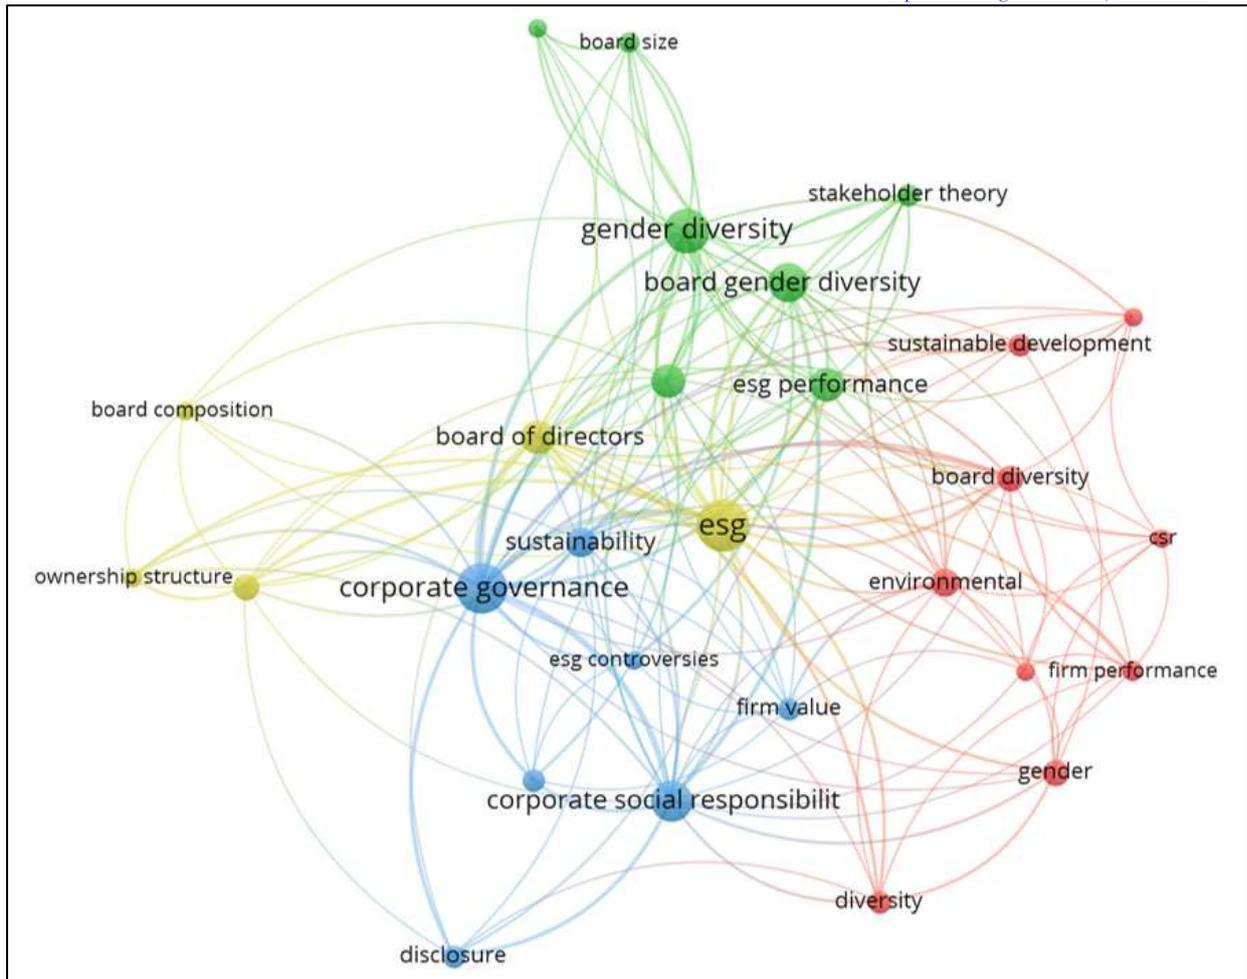 board size
stakeholder theory
gender diversity
board gender diversity
sustainable development
esg performance
board composition
board of directors
board diversity
esg
sustainability
csr
ownership structure
corporate governance
environmental
esg controversies
firm performance
firm value
gender
corporate social responsibilit
diversity
disclosure